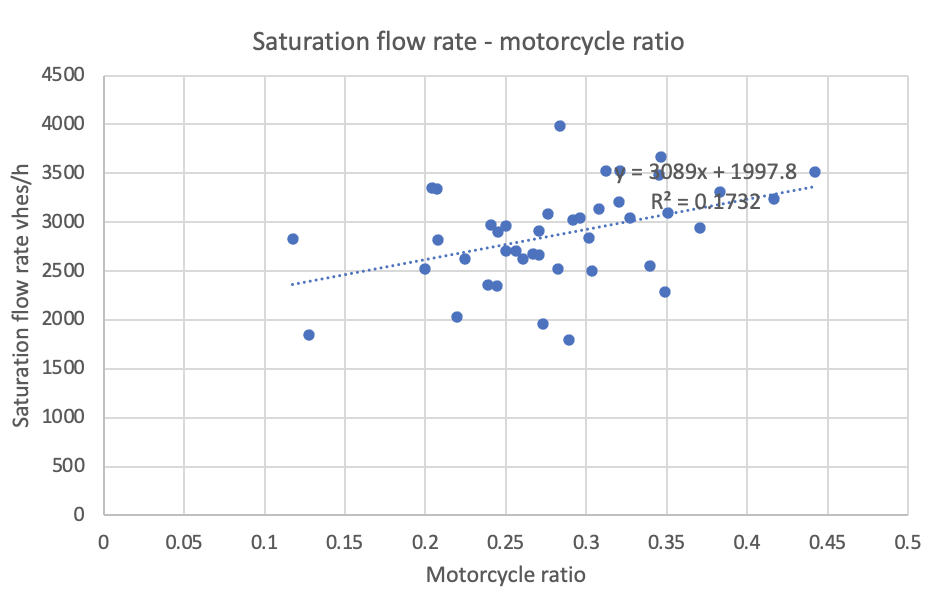 Saturation flow rate - motorcycle ratio
Saturation flow rate vhes/h
4500
4000
3500
3000
2500
2000
1500
1000
500
0
y = 3089x + 1997.8
R² = 0.1732
0 0.05 0.1 0.15 0.2 0.25 0.3 0.35 0.4 0.45 0.5
Motorcycle ratio